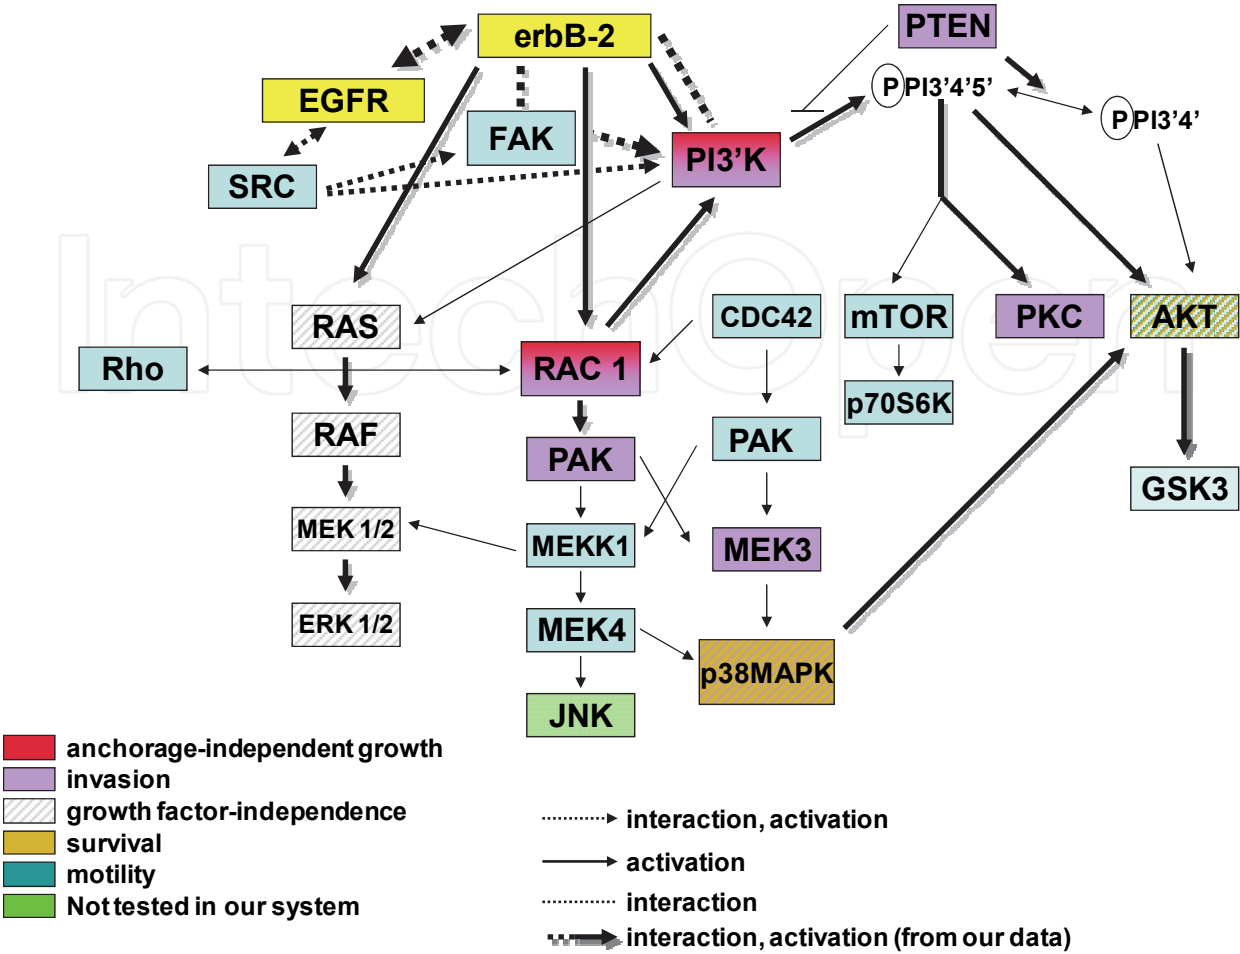 erbB-2
PTEN
EGFR
P PI3’4’5’
P PI3’4’
FAK
PI3’K
SRC
IntechOpen
RAS
CDC42
mTOR
PKC
AKT
Rho
RAC 1
p70S6K
RAF
PAK
PAK
GSK3
MEK 1/2
MEKK1
MEK3
ERK 1/2
MEK4
p38MAPK
JNK
anchorage-independent growth
invasion
growth factor-independence
survival
motility
Not tested in our system
interaction, activation
activation
interaction
interaction, activation (from our data)